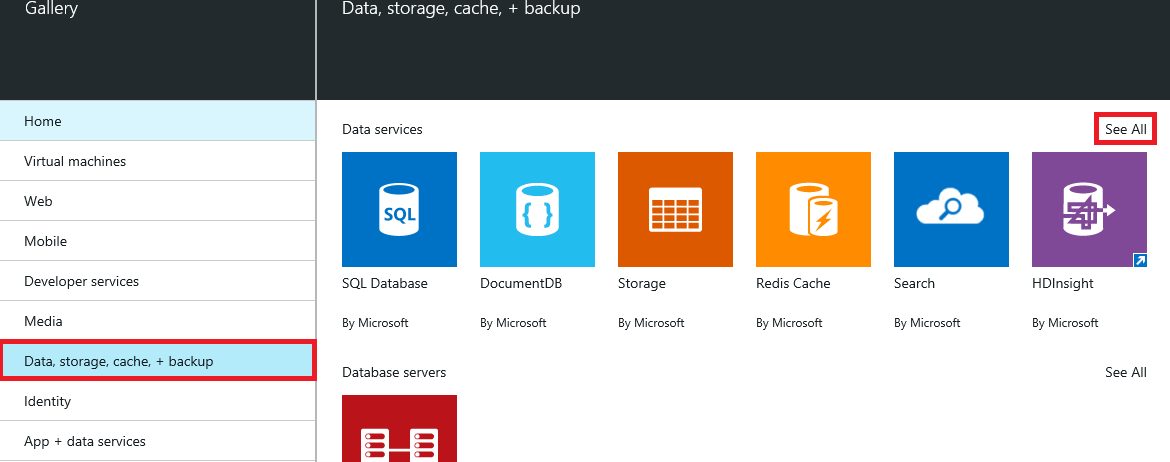 Gallery
Data, storage, cache, + backup
Home
Virtual machines
Web
Mobile
Developer services
Media
Data, storage, cache, + backup
Identity
App + data services
Data services
See All
SQL
{ }
SQL Database
DocumentDB
Storage
Redis Cache
Search
HDInsight
By Microsoft
By Microsoft
By Microsoft
By Microsoft
By Microsoft
By Microsoft
Database servers
See All